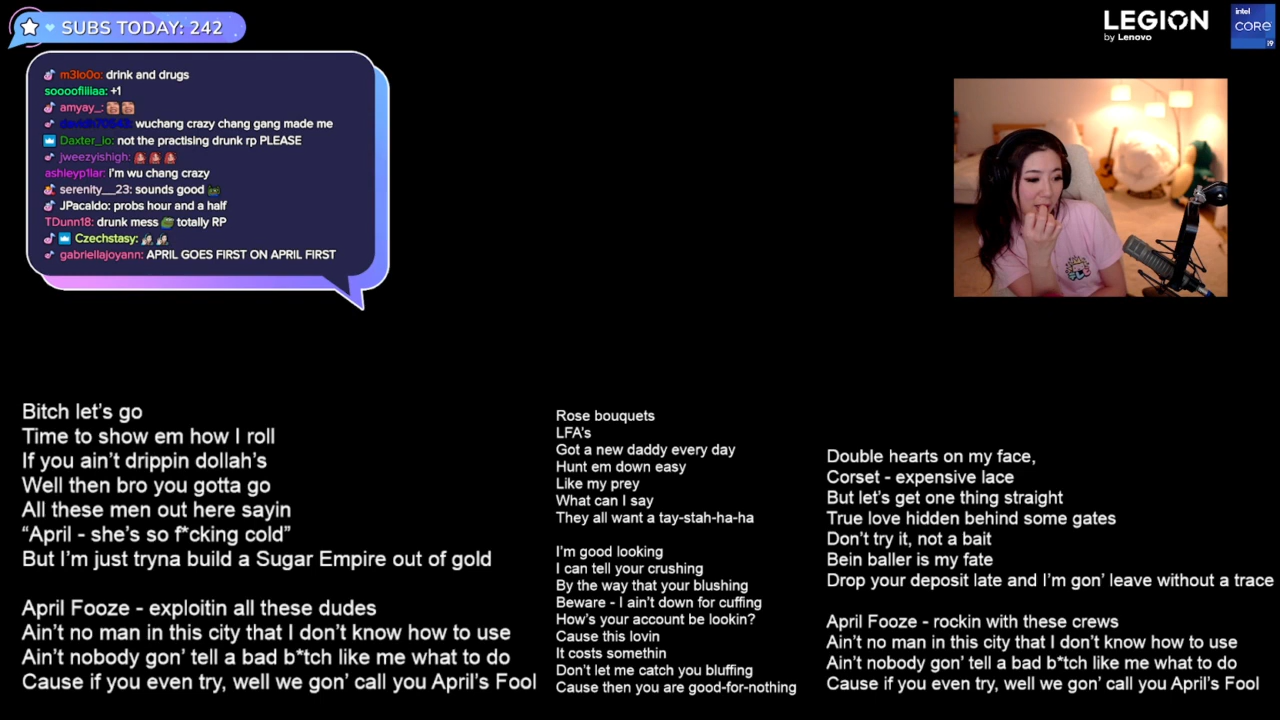 SUBS TODAY: 242
m3lo0o: drink and drugs
sooooflliiaa: +1
amyay_:
wuchang crazy chang gang made me
Daxter_io: not the practising drunk rp PLEASE
jweezyishigh:
ashleyp1lar: i'm wu chang crazy
serenity__23: sounds good
JPacaldo: probs hour and a half
TDunn18: drunk mess totally RP
Czechstasy:
gabriellajoyann: APRIL GOES FIRST ON APRIL FIRST
LEGION
by Lenovo
intel
CORE
i9
Bitch let's go
Time to show em how I roll
If you ain't drippin dollah's
Well then bro you gotta go
All these men out here sayin
“April - she's so f*cking cold”
But I'm just tryna build a Sugar Empire out of gold
April Fooze - exploitin all these dudes
Ain't no man in this city that I don't know how to use
Ain't nobody gon' tell a bad b*tch like me what to do
Cause if you even try, well we gon' call you April's Fool
Rose bouquets
LFA's
Got a new daddy every day
Hunt em down easy
Like my prey
What can I say
They all want a tay-stah-ha-ha
I'm good looking
I can tell your crushing
By the way that your blushing
Beware - I ain't down for cuffing
How's your account be lookin?
Cause this lovin
It costs somethin
Don't let me catch you bluffing
Cause then you are good-for-nothing
Double hearts on my face,
Corset - expensive lace
But let's get one thing straight
True love hidden behind some gates
Don't try it, not a bait
Bein baller is my fate
Drop your deposit late and I'm gon' leave without a trace
April Fooze - rockin with these crews
Ain't no man in this city that I don't know how to use
Ain't nobody gon' tell a bad b*tch like me what to do
Cause if you even try, well we gon' call you April's Fool